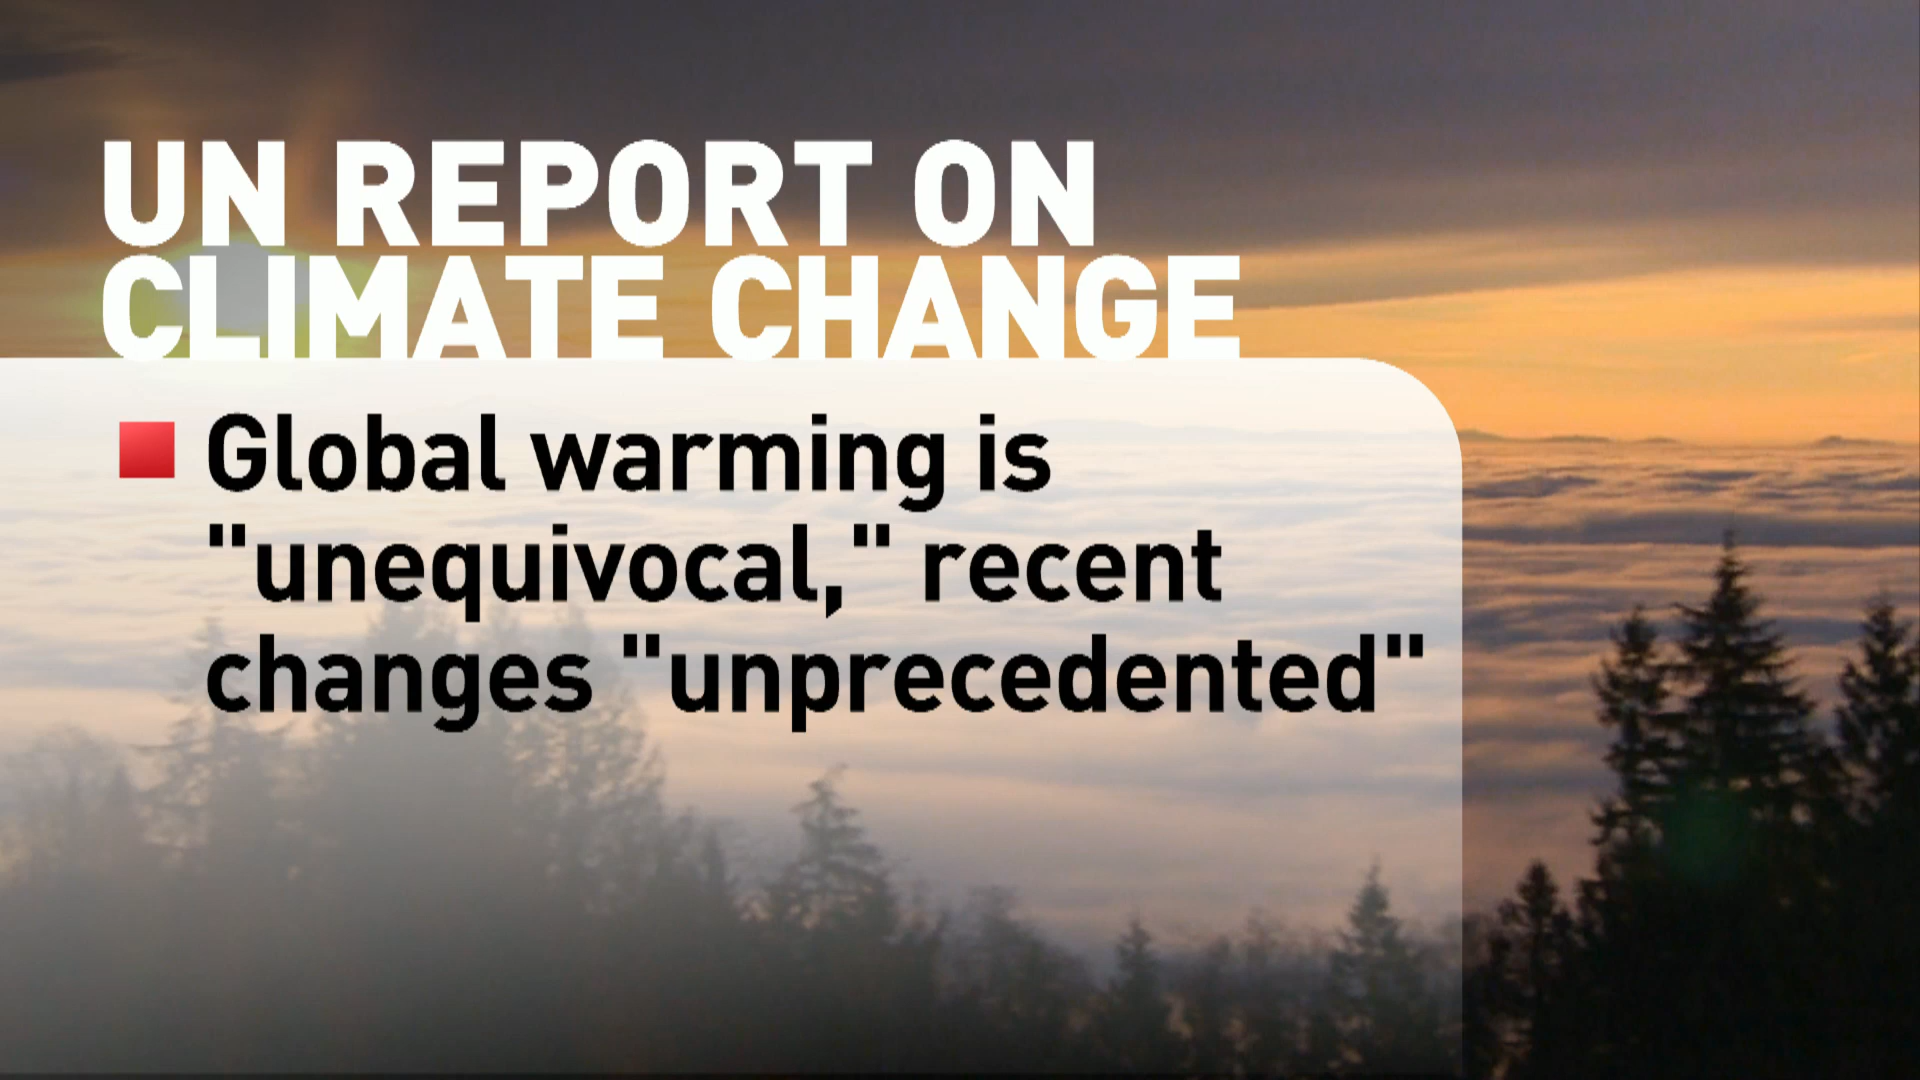 UN REPORT ON
CLIMATE CHANGE
Global warming is
"unequivocal," recent
changes "unprecedented"